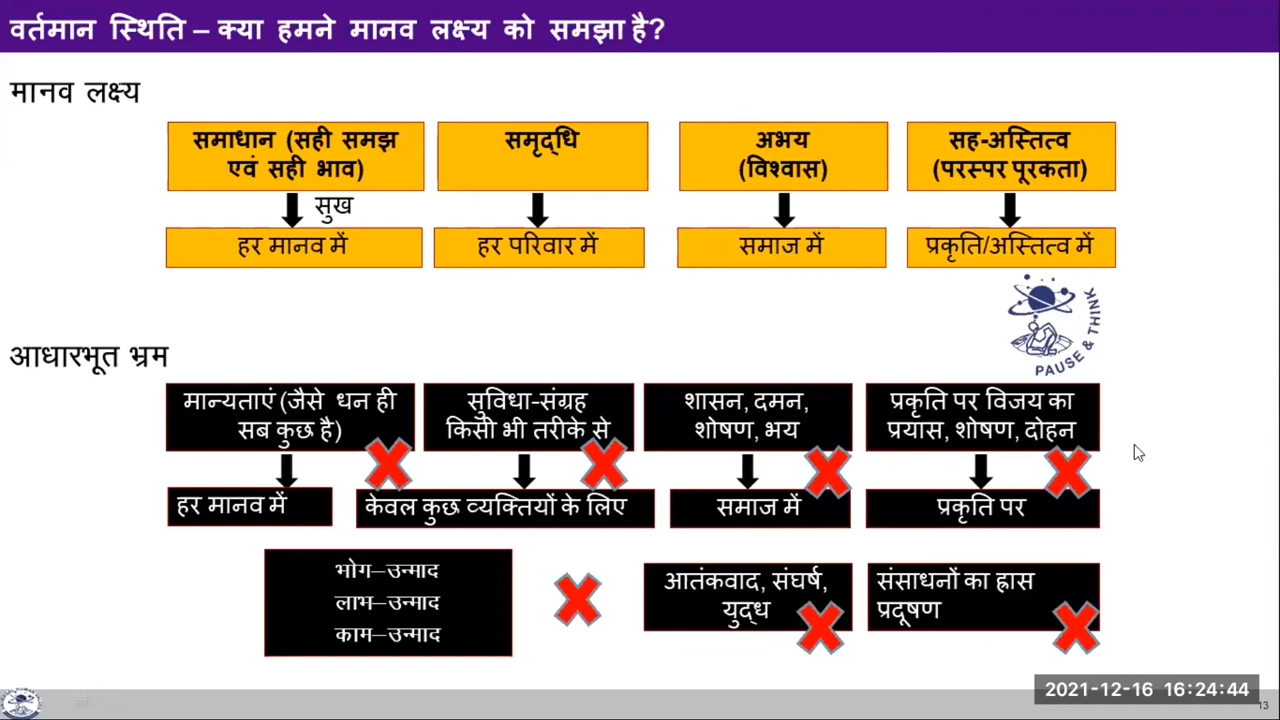 वर्तमान स्थिति – क्या हमने मानव लक्ष्य को समझा है?
मानव लक्ष्य
समाधान (सही समझ
एवं सही भाव)
समृद्धि
अभय
(विश्वास)
सह-अस्तित्व
(परस्पर पूरकता)
सुख
हर मानव में
हर परिवार में
समाज में
प्रकृति/अस्तित्व में
PAUSE & THINK
आधारभूत भ्रम
मान्यताएं (जैसे धन ही
सब कुछ है)
सुविधा-संग्रह
किसी भी तरीके से
शासन, दमन,
शोषण, भय
प्रकृति पर विजय का
प्रयास, शोषण, दोहन
हर मानव में
केवल कुछ व्यक्तियों के लिए
समाज में
प्रकृति पर
भोग–उन्माद
लाभ–उन्माद
काम–उन्माद
आतंकवाद, संघर्ष,
युद्ध
संसाधनों का ह्रास
प्रदूषण
2021-12-16 16:24:44
13